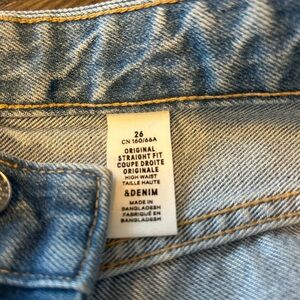 26
CN 160/66A
ORIGINAL
STRAIGHT FIT
COUPE DROITE
ORIGINALE
HIGH WAIST
TAILLE HAUTE
&DENIM
MADE IN
BANGLADESH
FABRIQUÉ EN
BANGLADESH